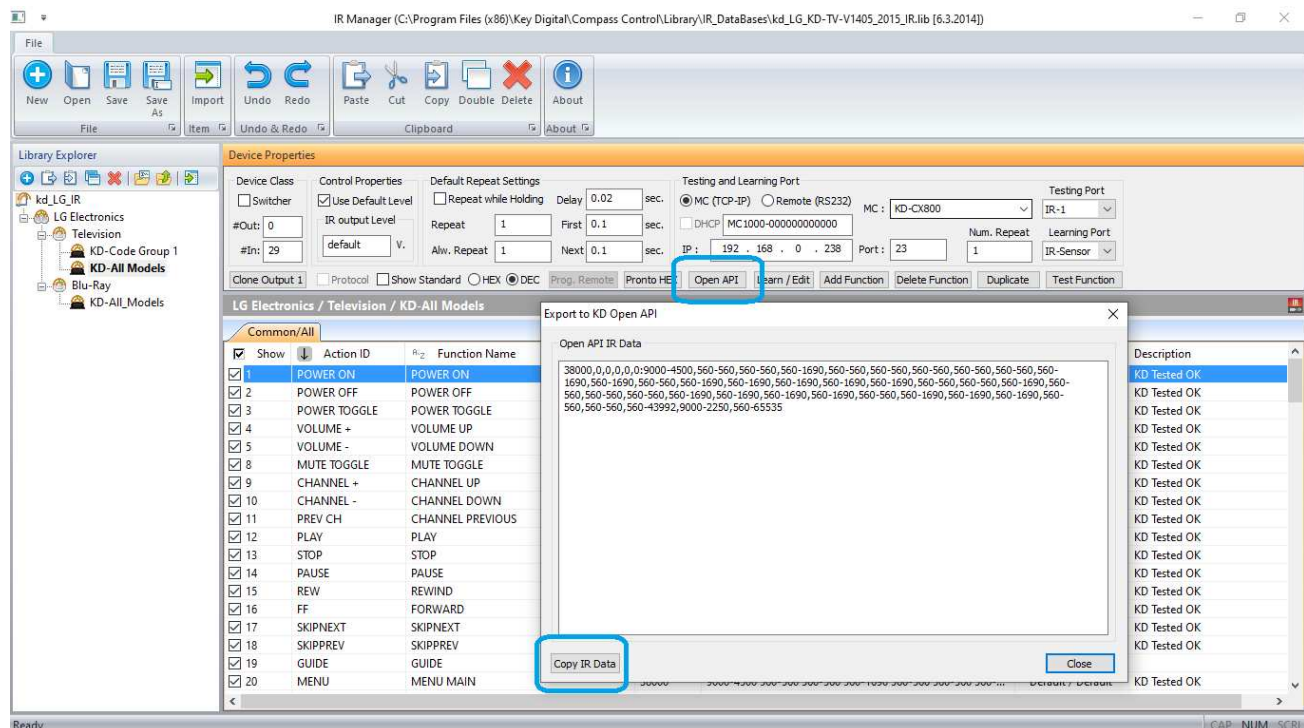 IR Manager (C:\Program Files (x86)\Key Digital\Compass Control\Library\IR_DataBases\kd_LG_KD-TV-V1405_2015_IR.lib [6.3.2014])
File
New Open Save Save As Import Undo Redo Paste Cut Copy Double Delete About
File Item Undo & Redo Clipboard About
Library Explorer
kd_LG_IR
LG Electronics
Television
KD-Code Group 1
KD-All Models
Blu-Ray
KD-All_Models
Device Properties
Device Class Control Properties Default Repeat Settings Testing and Learning Port
Switcher Use Default Level Repeat while Holding Delay 0.02 sec. MC (TCP-IP) Remote (RS232) MC : KD-CX800 Testing Port IR-1
#Out: 0 IR output Level Repeat 1 First 0.1 sec. DHCP MC1000-000000000000 Num. Repeat Learning Port
#In: 29 default V. Alw. Repeat 1 Next 0.1 sec. IP : 192 . 168 . 0 . 238 Port : 23 1 IR-Sensor
Clone Output 1 Protocol Show Standard HEX DEC Prog. Remote Pronto HE Open API Learn / Edit Add Function Delete Function Duplicate Test Function
LG Electronics / Television / KD-All Models
Common/All
Show Action ID Function Name Description
1 POWER ON POWER ON KD Tested OK
2 POWER OFF POWER OFF KD Tested OK
3 POWER TOGGLE POWER TOGGLE KD Tested OK
4 VOLUME + VOLUME UP KD Tested OK
5 VOLUME - VOLUME DOWN KD Tested OK
8 MUTE TOGGLE MUTE TOGGLE KD Tested OK
9 CHANNEL + CHANNEL UP KD Tested OK
10 CHANNEL - CHANNEL DOWN KD Tested OK
11 PREV CH CHANNEL PREVIOUS KD Tested OK
12 PLAY PLAY KD Tested OK
13 STOP STOP KD Tested OK
14 PAUSE PAUSE KD Tested OK
15 REW REWIND KD Tested OK
16 FF FORWARD KD Tested OK
17 SKIPNEXT SKIPNEXT KD Tested OK
18 SKIPPREV SKIPPREV KD Tested OK
19 GUIDE GUIDE
20 MENU MENU MAIN KD Tested OK
Export to KD Open API
Open API IR Data
38000,0,0,0,0,0:9000-4500,560-560,560-560,560-1690,560-560,560-560,560-560,560-560,560-560,560-
1690,560-1690,560-560,560-1690,560-1690,560-1690,560-1690,560-1690,560-560,560-560,560-1690,560-
560,560-560,560-560,560-1690,560-1690,560-1690,560-1690,560-560,560-1690,560-1690,560-1690,560-
560,560-560,560-43992,9000-2250,560-65535
Copy IR Data Close
Ready CAP NUM SCRL